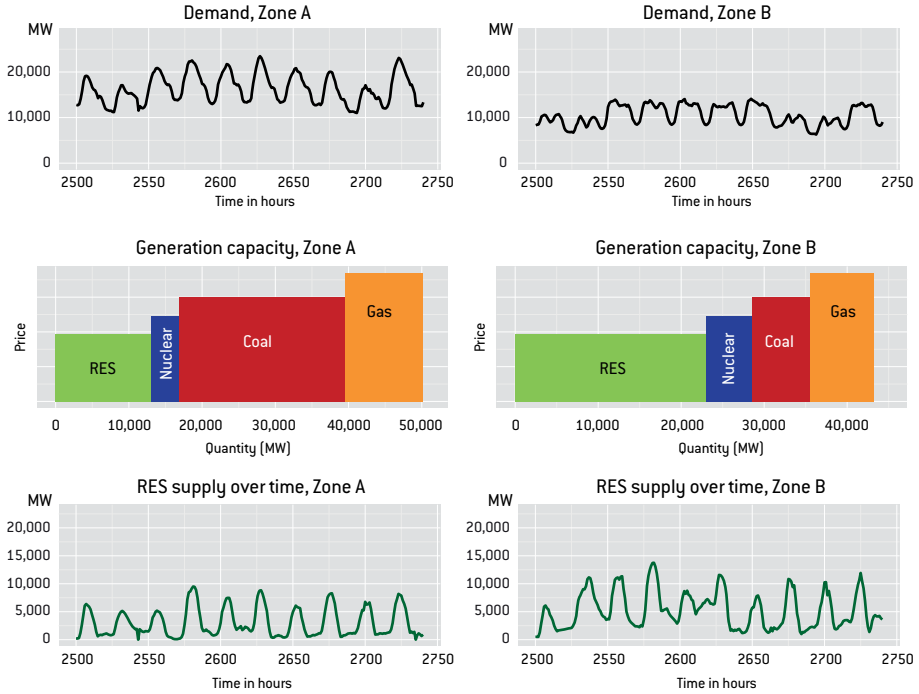 Demand, Zone A
MW
20,000
10,000
0
2500 2550 2600 2650 2700 2750
Time in hours
Demand, Zone B
MW
20,000
10,000
0
2500 2550 2600 2650 2700 2750
Time in hours
Generation capacity, Zone A
Price
RES
Nuclear
Coal
Gas
0 10,000 20,000 30,000 40,000 50,000
Quantity (MW)
Generation capacity, Zone B
Price
RES
Nuclear
Coal
Gas
0 10,000 20,000 30,000 40,000
Quantity (MW)
RES supply over time, Zone A
MW
20,000
15,000
10,000
5,000
0
2500 2550 2600 2650 2700 2750
Time in hours
RES supply over time, Zone B
MW
20,000
15,000
10,000
5,000
0
2500 2550 2600 2650 2700 2750
Time in hours